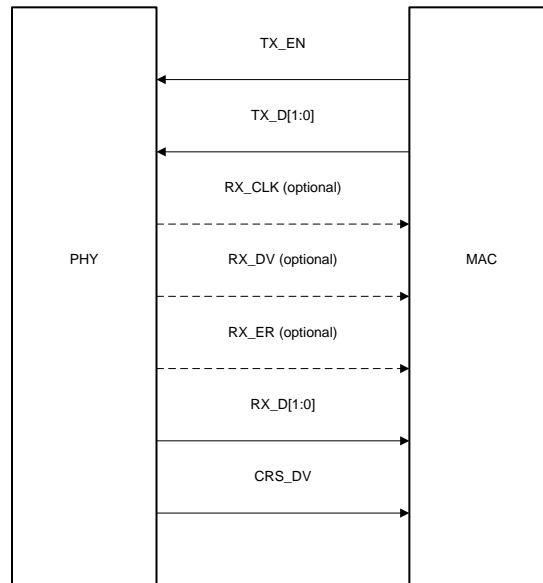 TX_EN
TX_D[1:0]
RX_CLK (optional)
PHY
RX_DV (optional)
MAC
RX_ER (optional)
RX_D[1:0]
CRS_DV